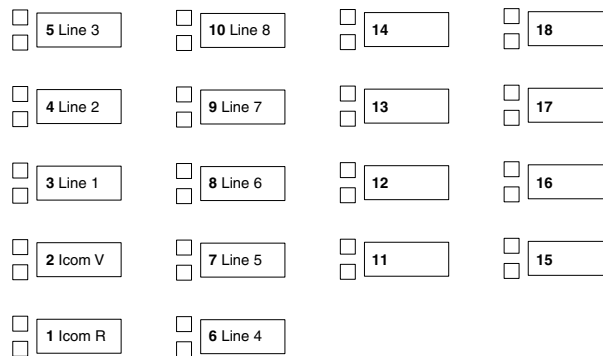 5 Line 3
10 Line 8
14
18
4 Line 2
9 Line 7
13
17
3 Line 1
8 Line 6
12
16
2 Icom V
7 Line 5
11
15
1 Icom R
6 Line 4